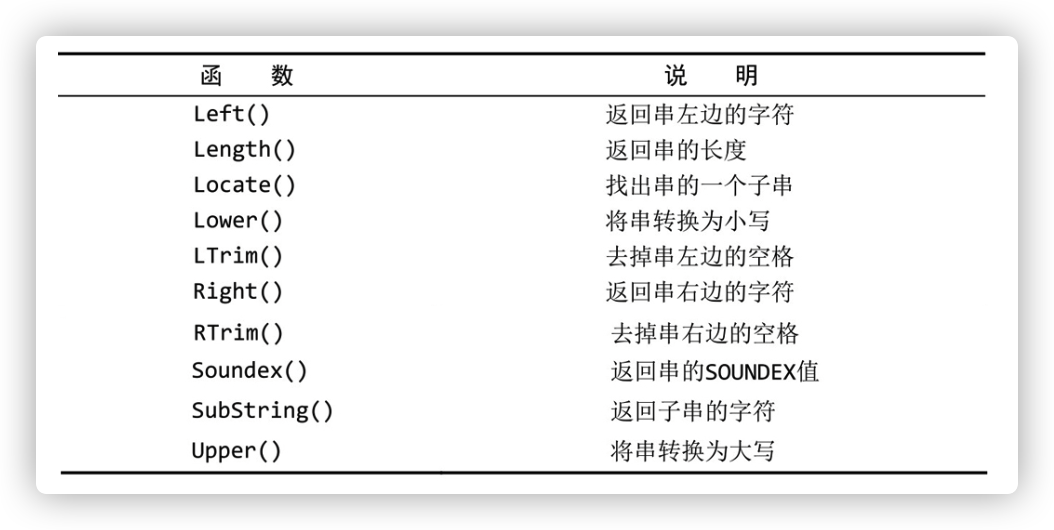 函 数 说 明
Left() 返回串左边的字符
Length() 返回串的长度
Locate() 找出串的一个子串
Lower() 将串转换为小写
LTrim() 去掉串左边的空格
Right() 返回串右边的字符
RTrim() 去掉串右边的空格
Soundex() 返回串的SOUNDEX值
SubString() 返回子串的字符
Upper() 将串转换为大写